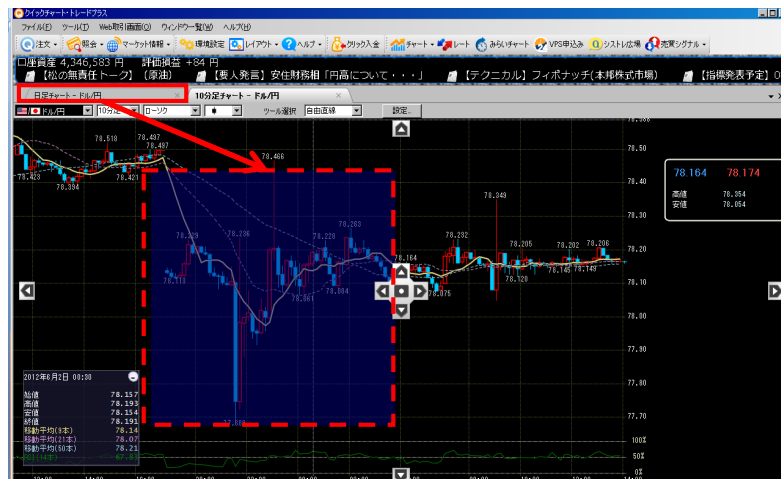 クイックチャート・トレードプラス
ファイル(F) ツール(T) Web取引画面(O) ウィンドウ一覧(W) ヘルプ(H)
注文 照会 マーケット情報 環境設定 レイアウト ヘルプ クリック入金 チャート レート みらいチャート VPS申込み シストレ広場 売買シグナル
口座資産 4,346,583 円 評価損益 +84 円
【松の無責任トーク】（原油） 【要人発言】安住財務相「円高について・・・」 【テクニカル】フィボナッチ(本邦株式市場) 【指標発表予定】0
日足チャート - ドル/円 × 10分足チャート - ドル/円 ×
ドル/円 10分足 ローソク ツール選択 自由直線 設定..
78.518 78.497
78.497
78.423 78.394 78.421
78.466
78.50
78.40
78.30
78.20
78.10
78.00
77.90
77.80
77.70
100%
50%
0%
78.164 78.174
高値 78.354
安値 78.054
78.349
78.236 78.228 78.263
78.232 78.205 78.202 78.206
78.164
78.113
78.061 78.084
78.075 78.120 78.145 78.149
2012年6月2日 00:30
始値 78.157
高値 78.193
安値 78.154
終値 78.191
移動平均(9本) 78.14
移動平均(21本) 78.07
移動平均(50本) 78.21